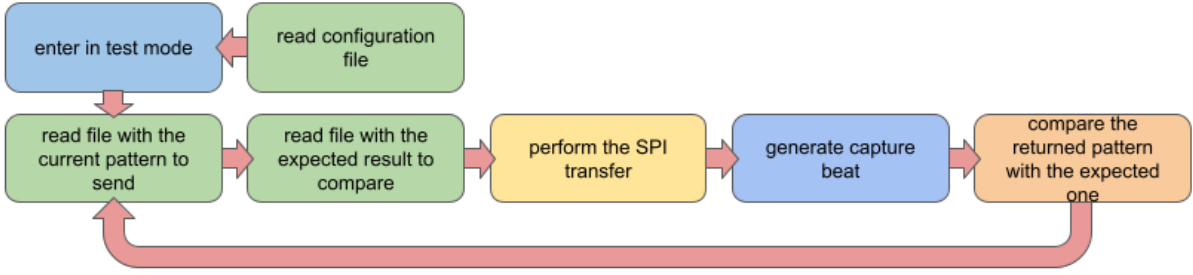 enter in test mode
read configuration
file
read file with the
current pattern to
send
read file with the
expected result to
compare
perform the SPI
transfer
generate capture
beat
compare the
returned pattern
with the expected
one